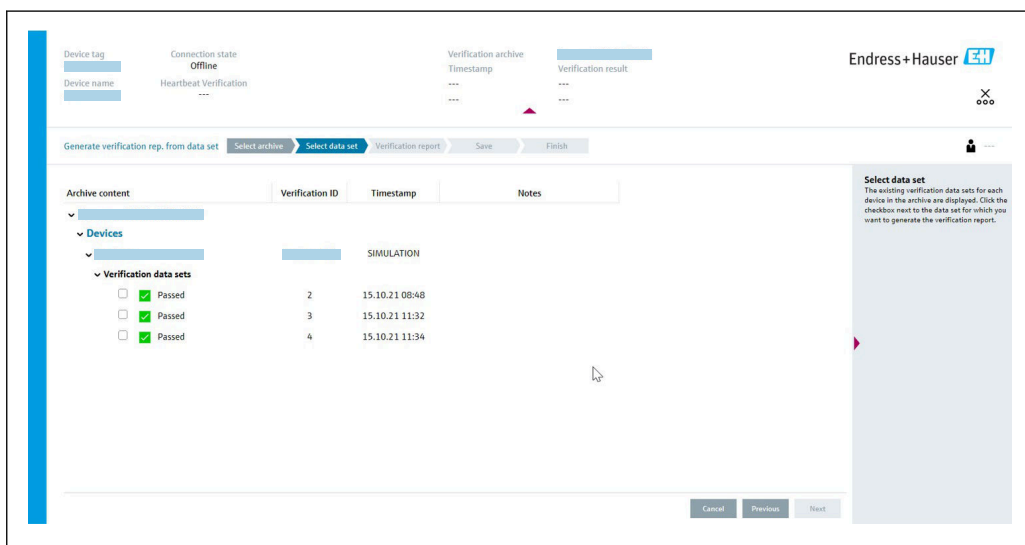 Device tag
Connection state
Offline
Device name
Heartbeat Verification
---
Verification archive
Timestamp
Verification result
--- ---
--- ---
Endress+Hauser EH
Generate verification rep. from data set
Select archive
Select data set
Verification report
Save
Finish
---
Archive content Verification ID Timestamp Notes
Devices
SIMULATION
Verification data sets
Passed 2 15.10.21 08:48
Passed 3 15.10.21 11:32
Passed 4 15.10.21 11:34
Select data set
The existing verification data sets for each
device in the archive are displayed. Click the
checkbox next to the data set for which you
want to generate the verification report.
Cancel
Previous
Next